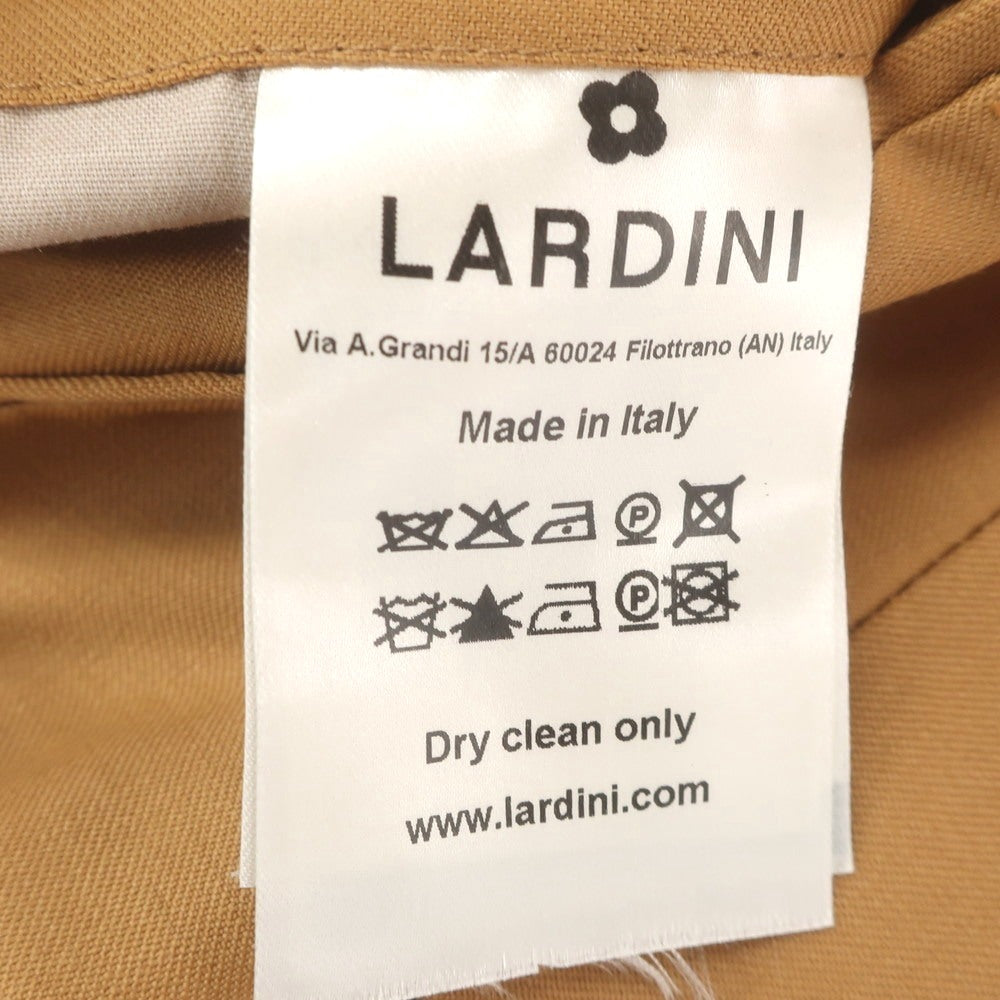 LARDINI
Via A.Grandi 15/A 60024 Filottrano (AN) Italy
Made in Italy
P
P
Dry clean only
www.lardini.com